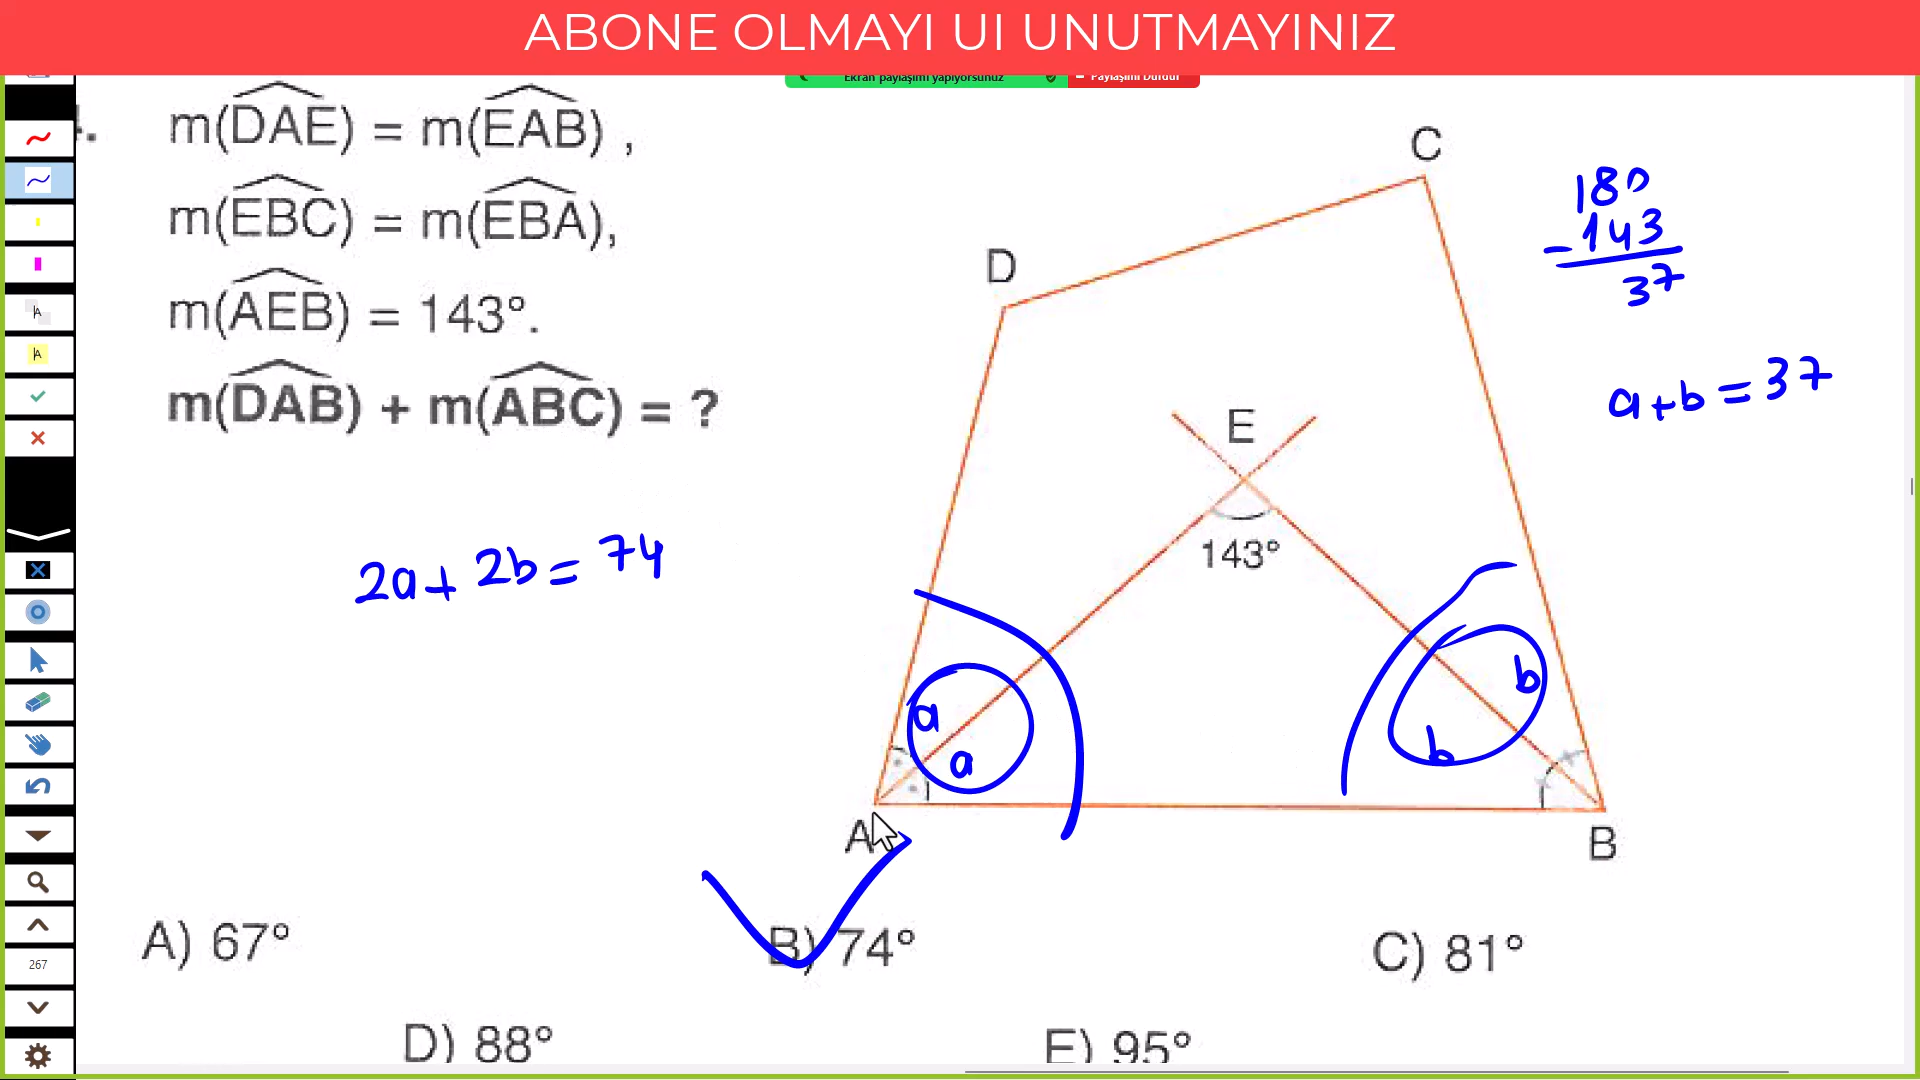 ABONE OLMAYI UI UNUTMAYINIZ
Ekran paylaşımı yapıyorsunuz
Paylaşımı Durdur
m(DAE) = m(EAB) ,
m(EBC) = m(EBA),
m(AEB) = 143°.
m(DAB) + m(ABC) = ?
2a+ 2b= 74
C
D
E
143°
a
a
b
b
A
B
180
-143
37
a+b=37
A) 67°
B) 74°
C) 81°
D) 88°
E) 95°
A
A
267